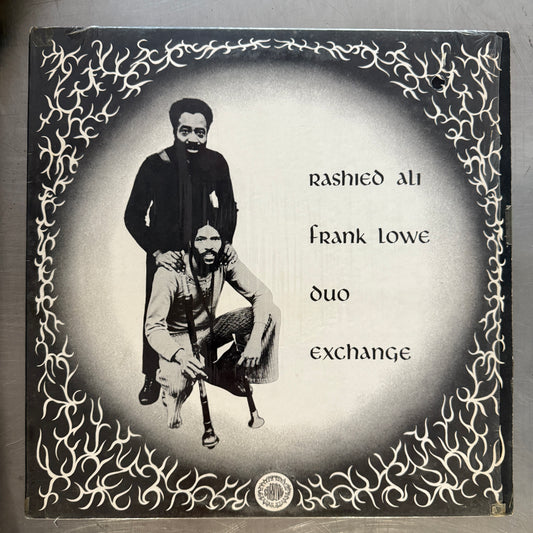 Rashied Ali
Frank Lowe
Duo
Exchange